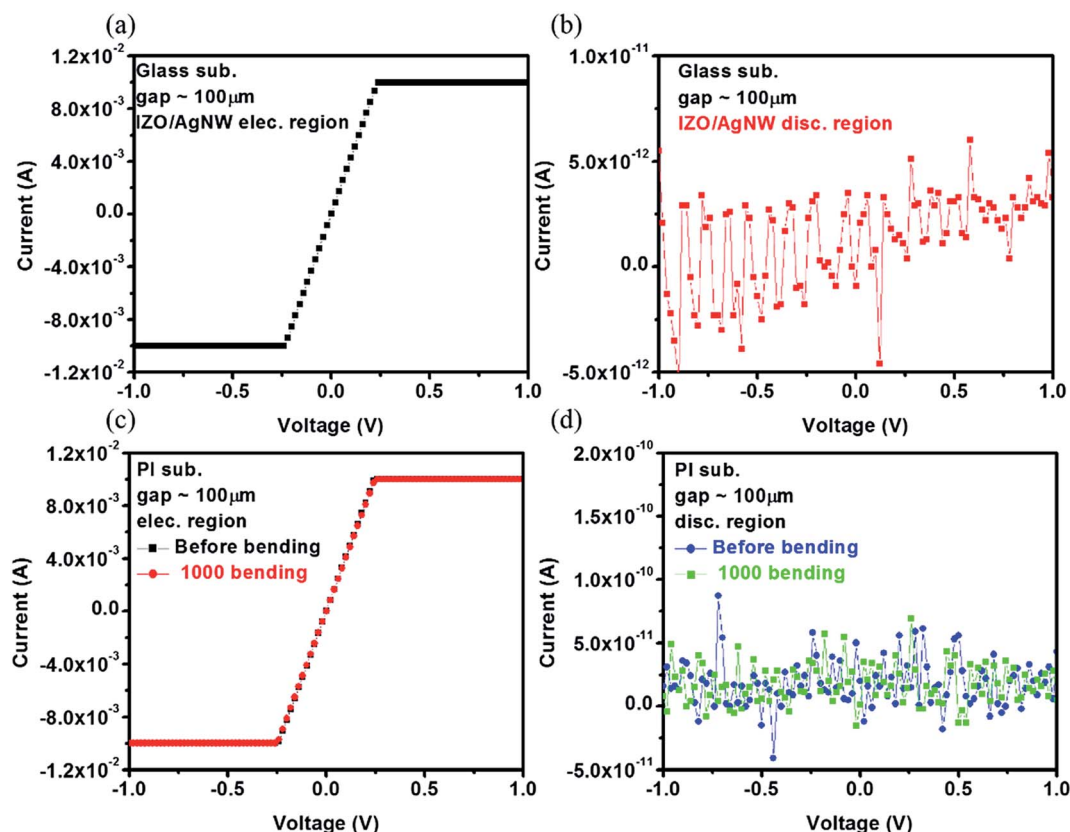 (a)
1.2x10⁻²
8.0x10⁻³
4.0x10⁻³
0.0
-4.0x10⁻³
-8.0x10⁻³
-1.2x10⁻²
Current (A)
Glass sub.
gap ~ 100μm
IZO/AgNW elec. region
-1.0
-0.5
0.0
0.5
1.0
Voltage (V)
(b)
1.0x10⁻¹¹
5.0x10⁻¹²
0.0
-5.0x10⁻¹²
Current (A)
Glass sub.
gap ~ 100μm
IZO/AgNW disc. region
-1.0
-0.5
0.0
0.5
1.0
Voltage (V)
(c)
1.2x10⁻²
8.0x10⁻³
4.0x10⁻³
0.0
-4.0x10⁻³
-8.0x10⁻³
-1.2x10⁻²
Current (A)
PI sub.
gap ~ 100μm
elec. region
Before bending
1000 bending
-1.0
-0.5
0.0
0.5
1.0
Voltage (V)
(d)
2.0x10⁻¹⁰
1.5x10⁻¹⁰
1.0x10⁻¹⁰
5.0x10⁻¹¹
0.0
-5.0x10⁻¹¹
Current (A)
PI sub.
gap ~ 100μm
disc. region
Before bending
1000 bending
-1.0
-0.5
0.0
0.5
1.0
Voltage (V)